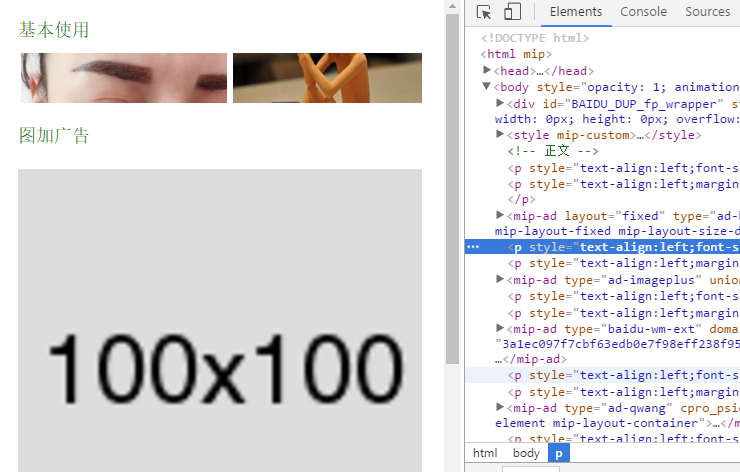 基本使用
图加广告
100x100
Elements Console Sources
<!DOCTYPE html>
<html mip>
▶<head>…</head>
▼<body style="opacity: 1; animation
▶<div id="BAIDU_DUP_fp_wrapper" st
width: 0px; height: 0px; overflow:
▶<style mip-custom>…</style>
<!-- 正文 -->
<p style="text-align:left;font-s
<p style="text-align:left;margin
</p>
▶<mip-ad layout="fixed" type="ad-
mip-layout-fixed mip-layout-size-d
<p style="text-align:left;font-s
<p style="text-align:left;margin
▶<mip-ad type="ad-imageplus" union
<p style="text-align:left;font-s
<p style="text-align:left;margin
▶<mip-ad type="baidu-wm-ext" domai
"3a1ec097f7cbf63edb0e7f98eff238f95
…</mip-ad>
<p style="text-align:left;font-s
<p style="text-align:left;margin
▶<mip-ad type="ad-qwang" cpro_psid
element mip-layout-container">…</m
<p style="text-align:left;font-s
html body p